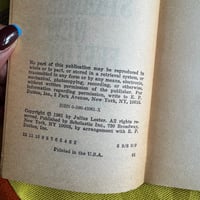 No part of this publication may be reproduced in
whole or in part, or stored in a retrieval system, or
transmitted in any form or by any means, electronic,
mechanical, photocopying, recording, or otherwise,
without written permission of the publisher. For
information regarding permission, write to E. P.
Dutton, Inc., 2 Park Avenue, New York, NY, 10016.
ISBN 0-590-
Copyright © 1981 by Julius Lester. All rights re-
served. Published by Scholastic Inc., 730 Broadway,
New York, NY 10003, by arrangement with E. P.
Dutton, Inc.
Printed in the U.S.A.